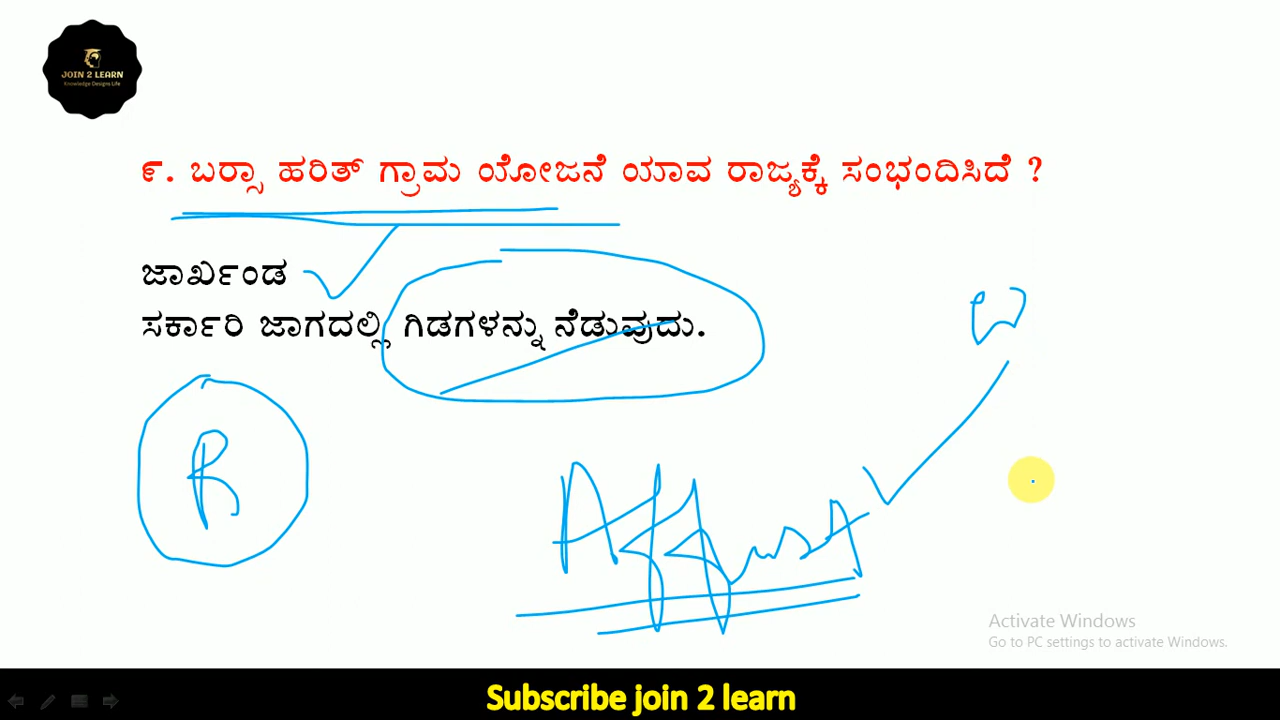 JOIN 2 LEARN
Knowledge Designs Life
೯. ಬರ್‍ಸಾ ಹರಿತ್ ಗ್ರಾಮ ಯೋಜನೆ ಯಾವ ರಾಜ್ಯಕ್ಕೆ ಸಂಭಂದಿಸಿದೆ ?
ಜಾರ್ಖಂಡ
ಸರ್ಕಾರಿ ಜಾಗದಲ್ಲಿ ಗಿಡಗಳನ್ನು ನೆಡುವುದು.
R
Activate Windows
Go to PC settings to activate Windows.
Subscribe join 2 learn